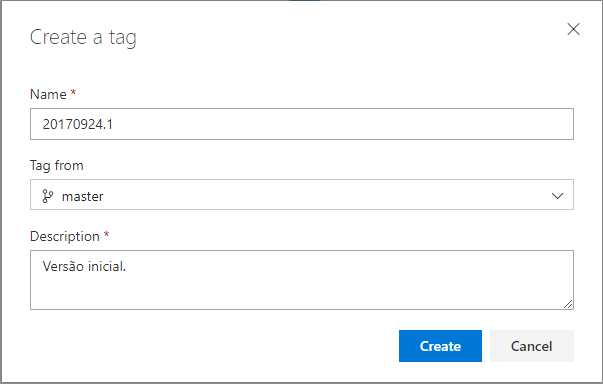 Create a tag
Name *
20170924.1
Tag from
master
Description *
Versão inicial.
Create Cancel